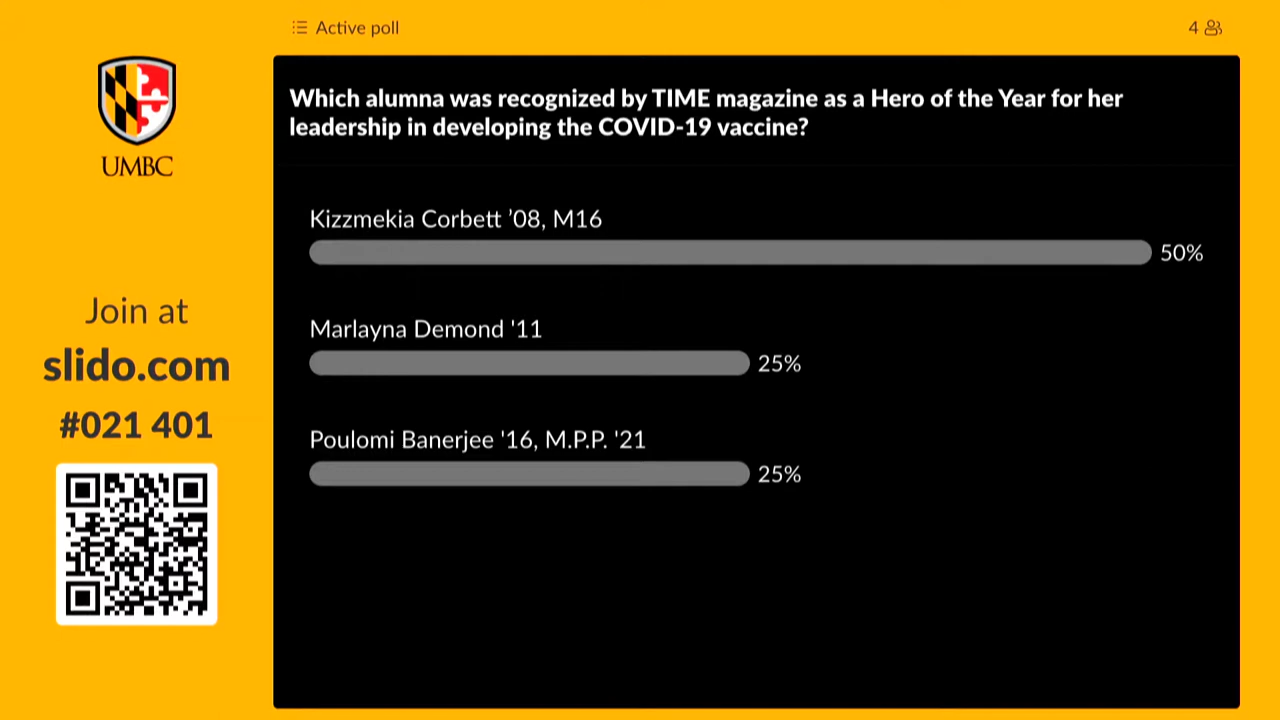 Active poll
4
UMBC
Which alumna was recognized by TIME magazine as a Hero of the Year for her
leadership in developing the COVID-19 vaccine?
Kizzmekia Corbett ’08, M16
50%
Marlayna Demond '11
25%
Poulomi Banerjee '16, M.P.P. '21
25%
Join at
slido.com
#021 401